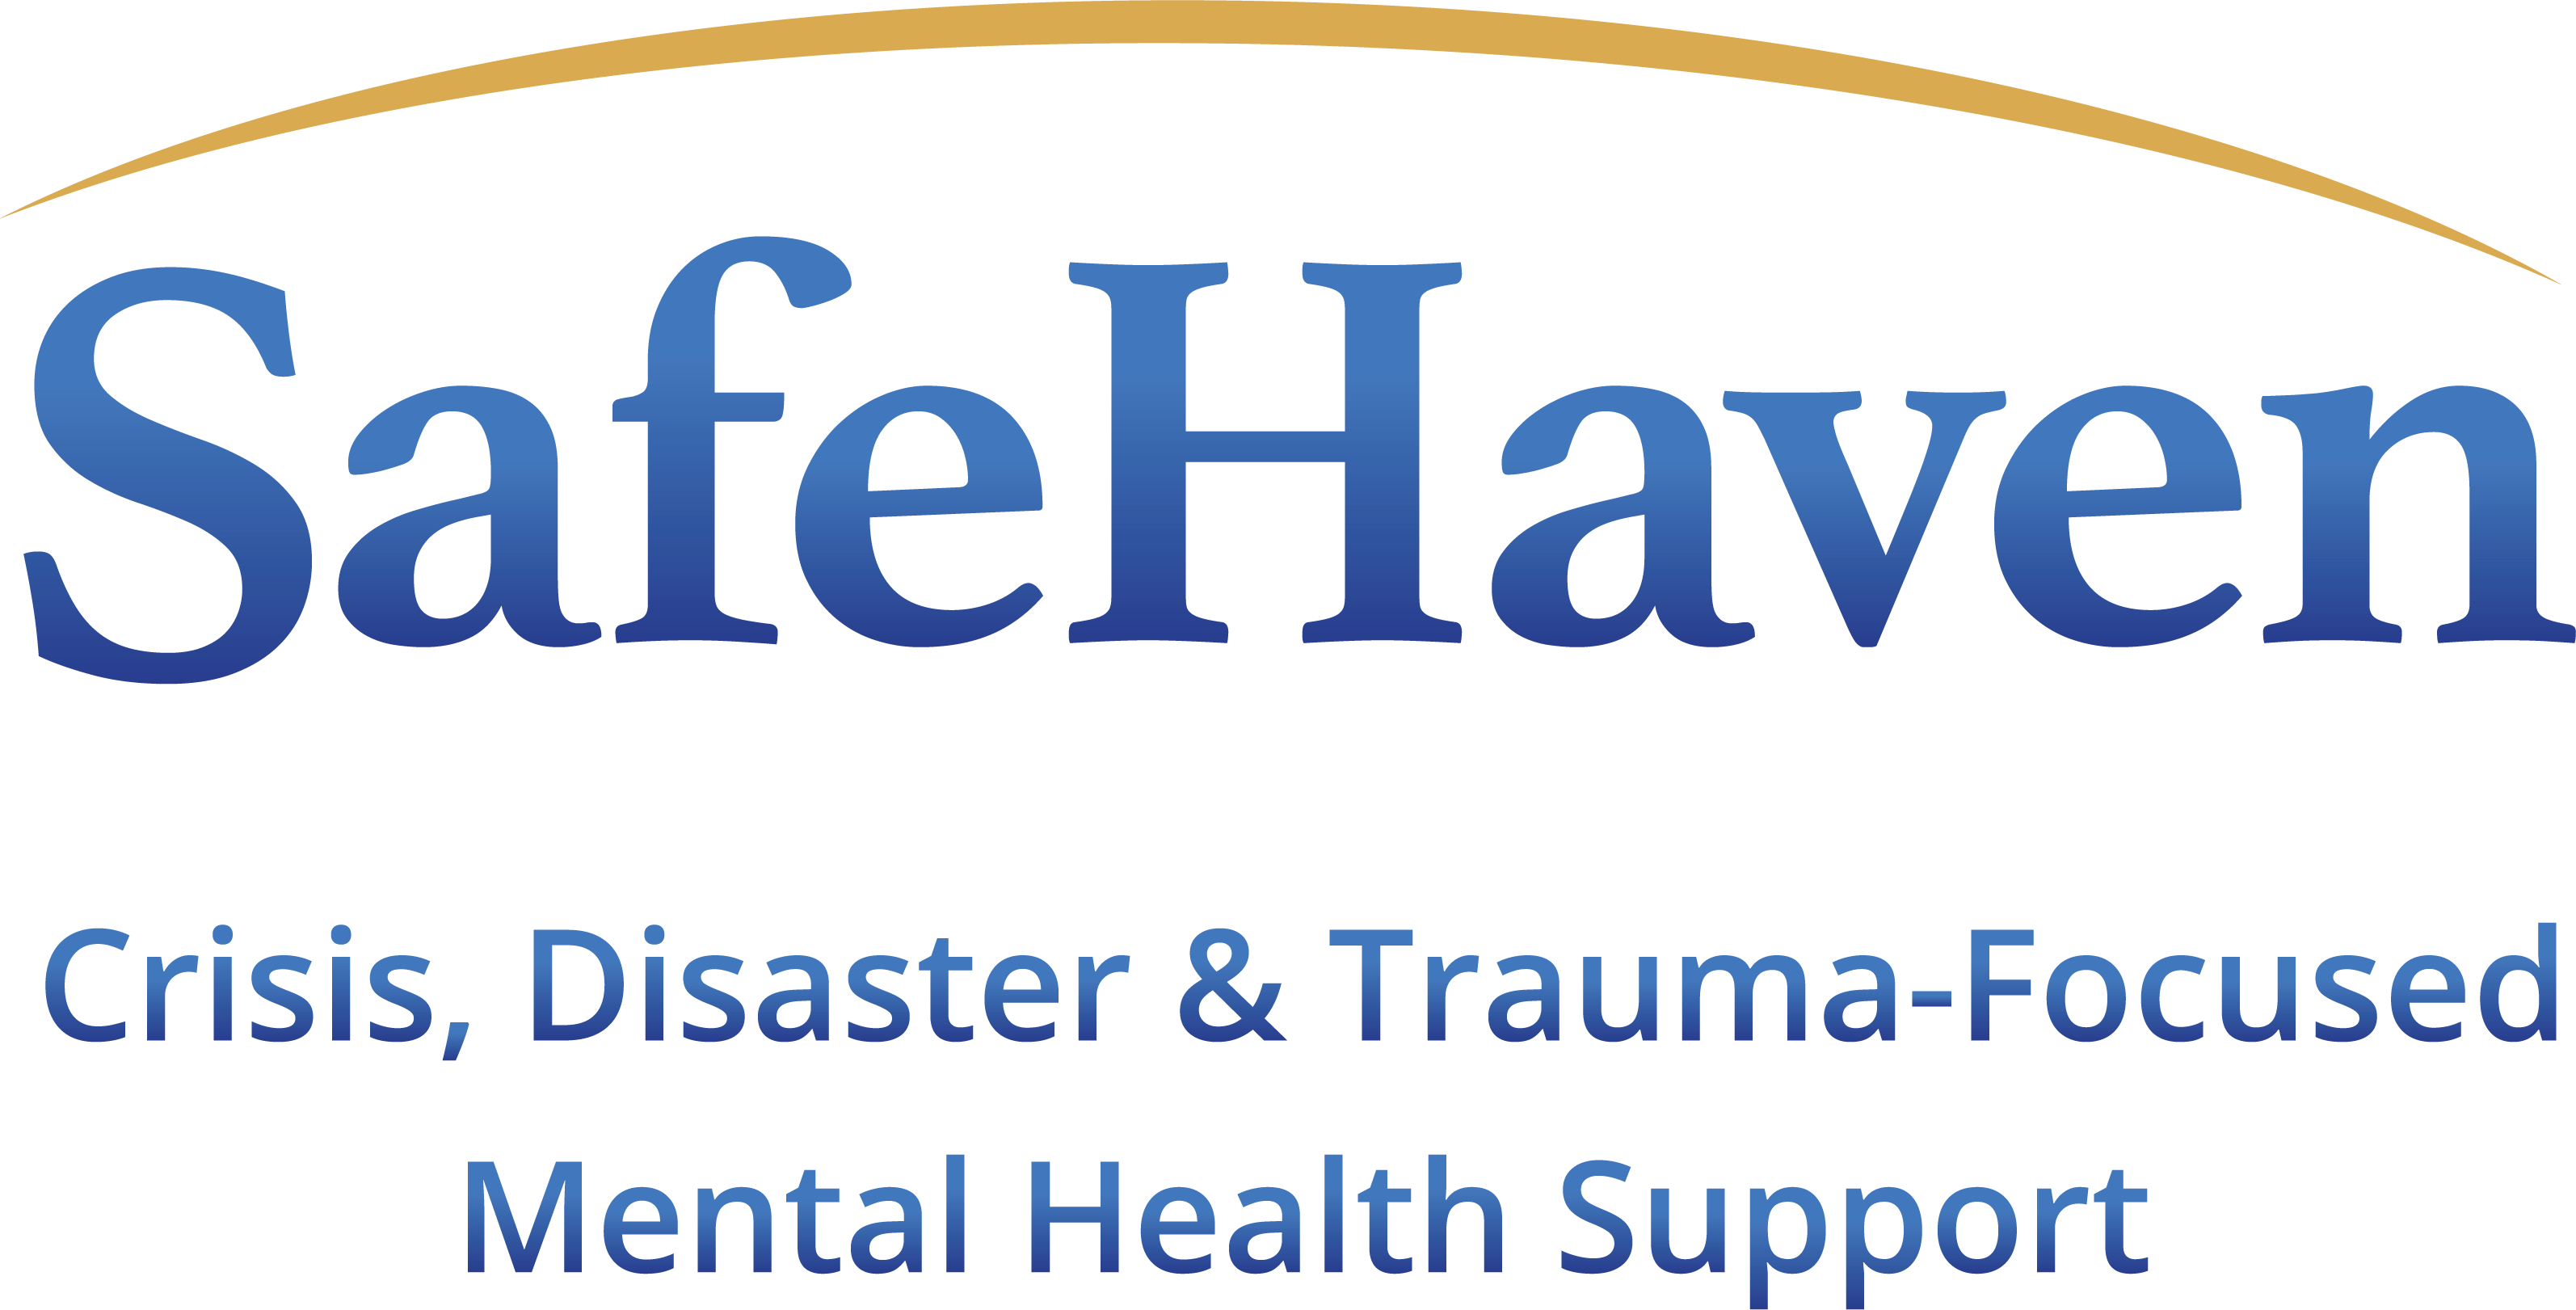 SafeHaven
Crisis, Disaster & Trauma-Focused
Mental Health Support